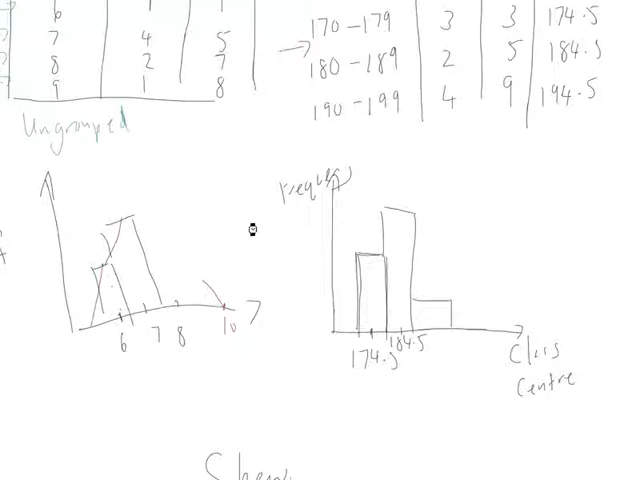 6 1 1
7 4 5
8 2 7
9 1 8
170-179 3 3 174.5
180-189 2 5 184.5
190-199 4 9 194.5
Ungrouped
Frequency
6 7 8 10
174.5 184.5
Class
Centre